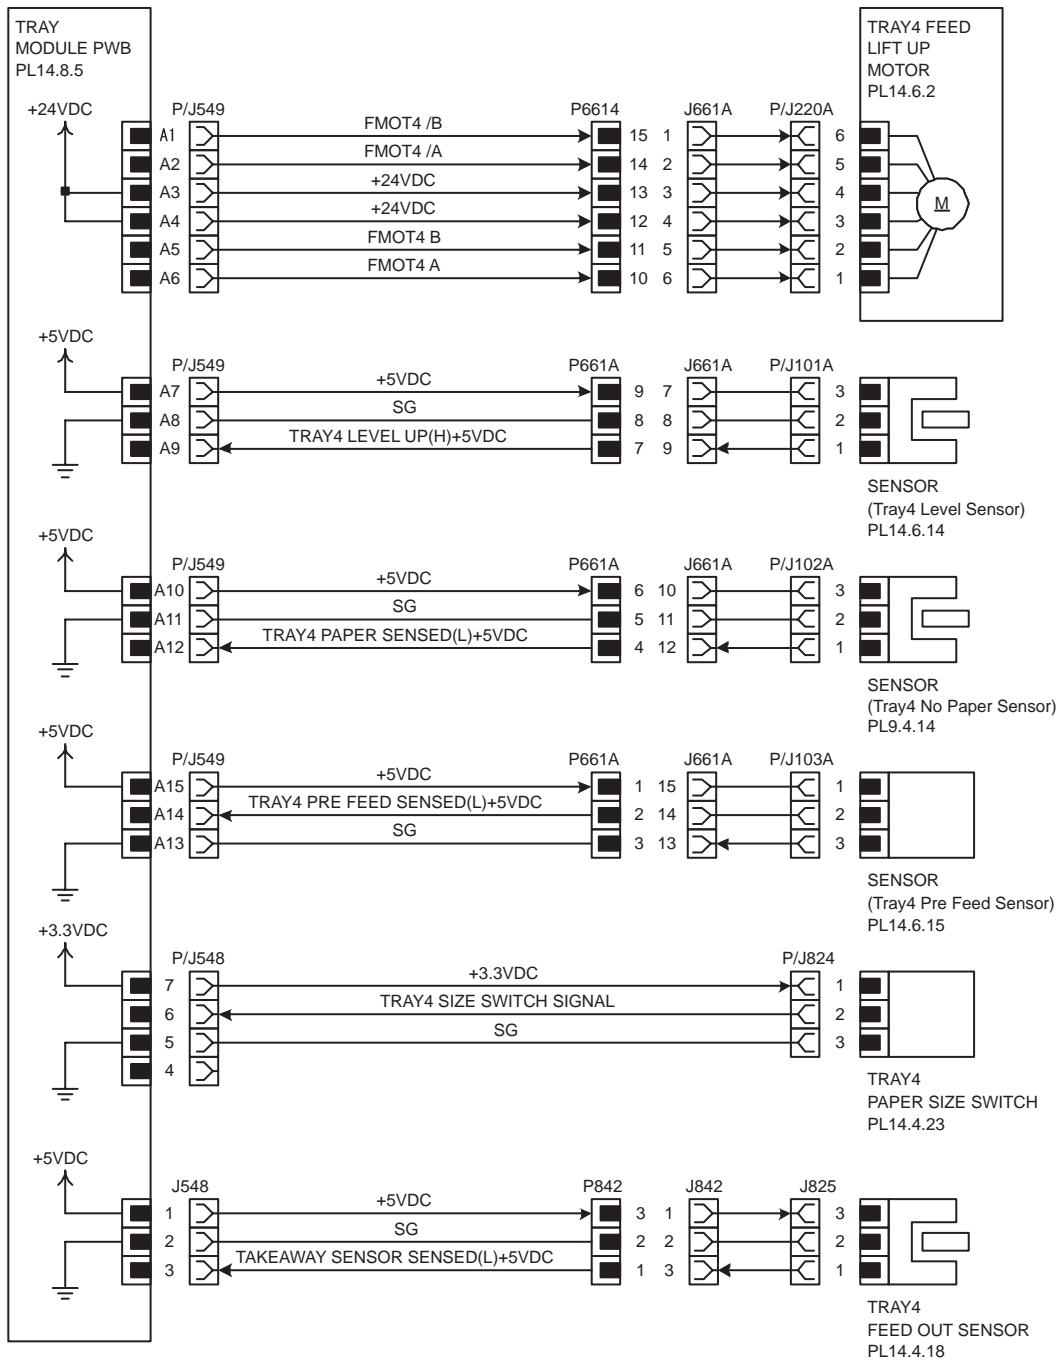 TRAY
MODULE PWB
PL14.8.5
TRAY4 FEED
LIFT UP
MOTOR
PL14.6.2
+24VDC P/J549 P6614 J661A P/J220A
A1 FMOT4 /B 15 1 6
A2 FMOT4 /A 14 2 5
A3 +24VDC 13 3 4
A4 +24VDC 12 4 3
A5 FMOT4 B 11 5 2
A6 FMOT4 A 10 6 1
M
+5VDC
P/J549 P661A J661A P/J101A
A7 +5VDC 9 7 3
A8 SG 8 8 2
A9 TRAY4 LEVEL UP(H)+5VDC 7 9 1
SENSOR
(Tray4 Level Sensor)
PL14.6.14
+5VDC
P/J549 P661A J661A P/J102A
A10 +5VDC 6 10 3
A11 SG 5 11 2
A12 TRAY4 PAPER SENSED(L)+5VDC 4 12 1
SENSOR
(Tray4 No Paper Sensor)
PL9.4.14
+5VDC
P/J549 P661A J661A P/J103A
A15 +5VDC 1 15 1
A14 TRAY4 PRE FEED SENSED(L)+5VDC 2 14 2
A13 SG 3 13 3
SENSOR
(Tray4 Pre Feed Sensor)
PL14.6.15
+3.3VDC
P/J548 P/J824
7 +3.3VDC 1
6 TRAY4 SIZE SWITCH SIGNAL 2
5 SG 3
4
TRAY4
PAPER SIZE SWITCH
PL14.4.23
+5VDC
J548 P842 J842 J825
1 +5VDC 3 1 3
2 SG 2 2 2
3 TAKEAWAY SENSOR SENSED(L)+5VDC 1 3 1
TRAY4
FEED OUT SENSOR
PL14.4.18